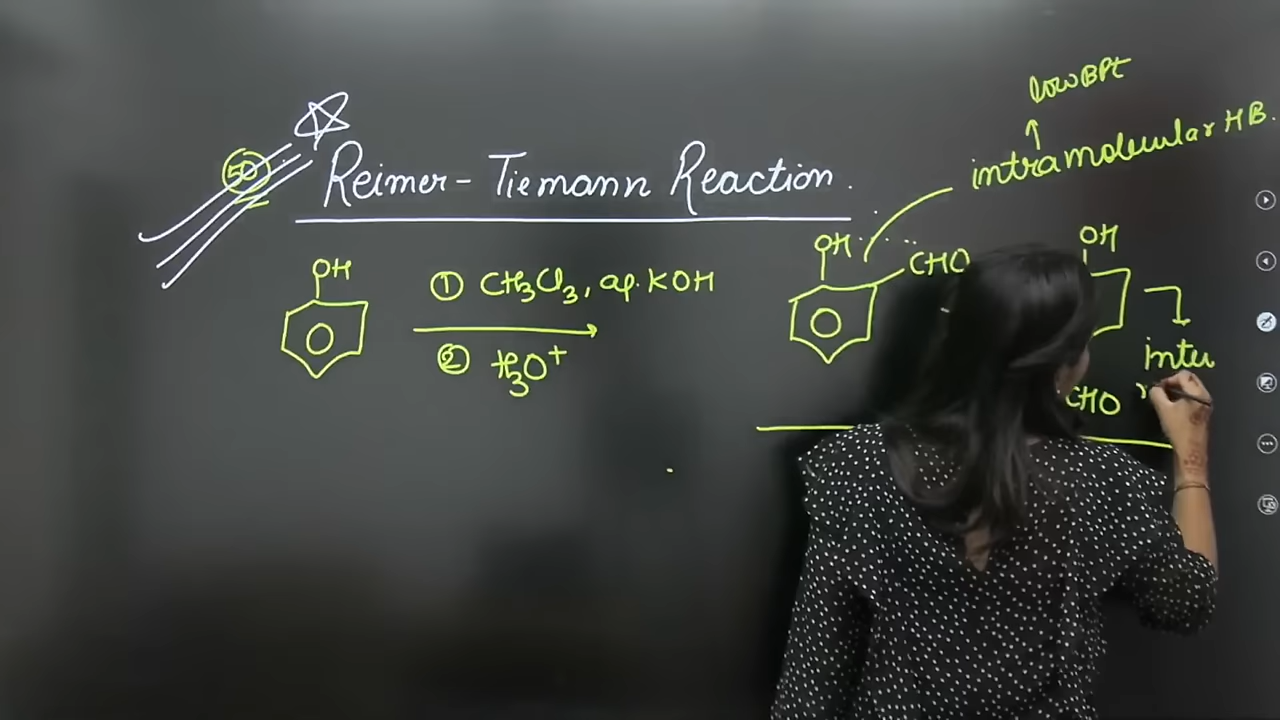 low BPt
intramolecular HB.
50 Reimer-Tiemann Reaction.
OH
① CH3Cl3, aq. KOH
② H3O+
OH
CHO
OH
CHO
inter